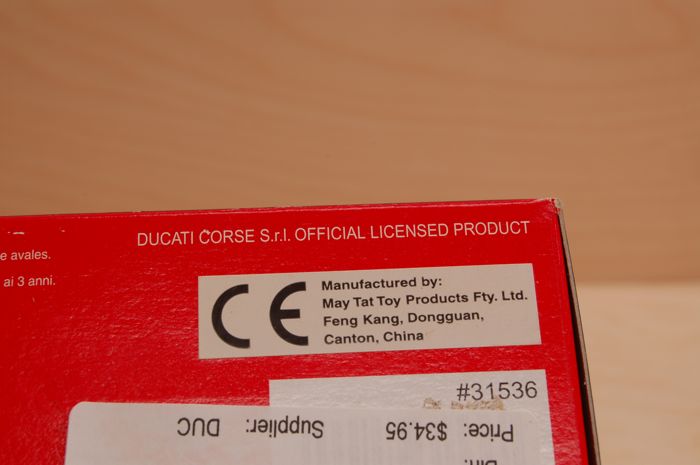 DUCATI CORSE S.r.l. OFFICIAL LICENSED PRODUCT
e avales.
ai 3 anni.
CE
Manufactured by:
May Tat Toy Products Fty. Ltd.
Feng Kang, Dongguan,
Canton, China
#31536
Price: $34.95 Supplier: DUC